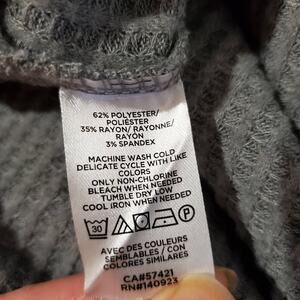 62% POLYESTER/
POLIÉSTER
35% RAYON/ RAYONNE/
RAYÓN
3% SPANDEX
MACHINE WASH COLD
DELICATE CYCLE WITH LIKE
COLORS
ONLY NON-CHLORINE
BLEACH WHEN NEEDED
TUMBLE DRY LOW
COOL IRON WHEN NEEDED
30 P
AVEC DES COULEURS
SEMBLABLES / CON
COLORES SIMILARES
CA#57421
RN#140923